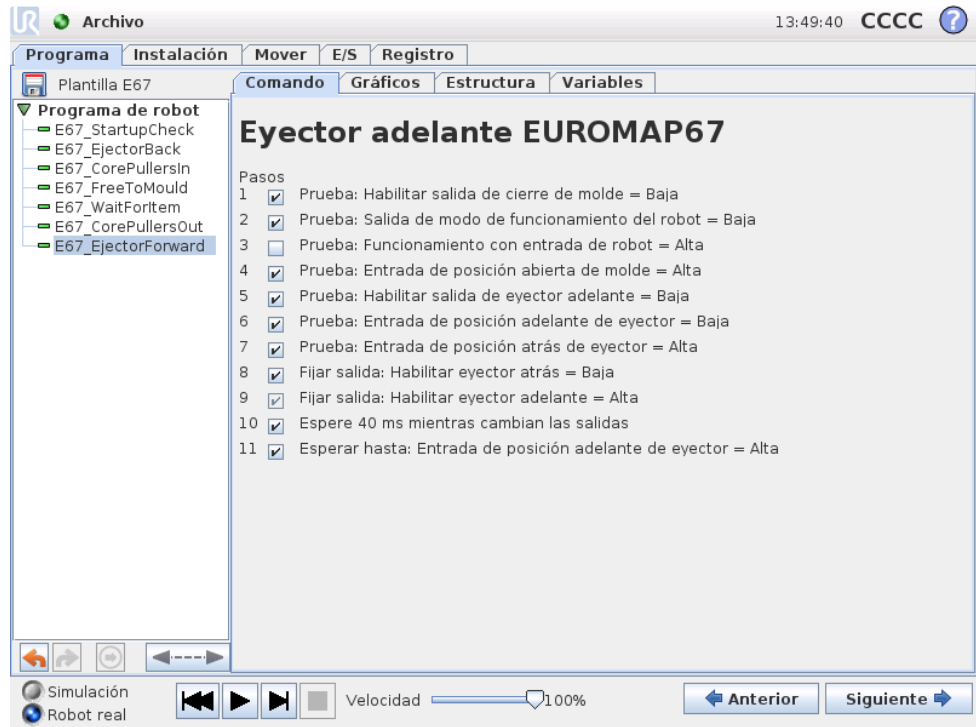 UR Archivo 13:49:40 CCCC ?
Programa Instalación Mover E/S Registro
Plantilla E67
Comando Gráficos Estructura Variables
Programa de robot
E67_StartupCheck
E67_EjectorBack
E67_CorePullersIn
E67_FreeToMould
E67_WaitForItem
E67_CorePullersOut
E67_EjectorForward
Eyector adelante EUROMAP67
Pasos
1 Prueba: Habilitar salida de cierre de molde = Baja
2 Prueba: Salida de modo de funcionamiento del robot = Baja
3 Prueba: Funcionamiento con entrada de robot = Alta
4 Prueba: Entrada de posición abierta de molde = Alta
5 Prueba: Habilitar salida de eyector adelante = Baja
6 Prueba: Entrada de posición adelante de eyector = Baja
7 Prueba: Entrada de posición atrás de eyector = Alta
8 Fijar salida: Habilitar eyector atrás = Baja
9 Fijar salida: Habilitar eyector adelante = Alta
10 Espere 40 ms mientras cambian las salidas
11 Esperar hasta: Entrada de posición adelante de eyector = Alta
Simulación
Robot real
Velocidad 100%
Anterior Siguiente